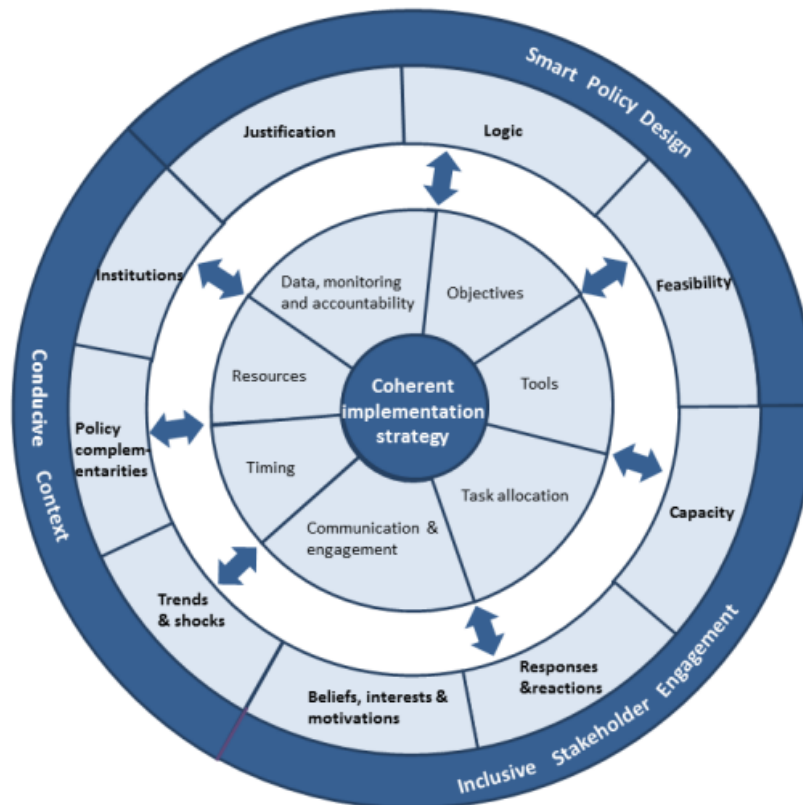 Smart Policy Design
Justification
Logic
Institutions
Feasibility
Data, monitoring
and accountability
Objectives
Resources
Tools
Coherent
implementation
strategy
Conducive Context
Policy
complem-
entarities
Timing
Task allocation
Capacity
Communication &
engagement
Trends
& shocks
Responses
&reactions
Beliefs, interests &
motivations
Inclusive Stakeholder Engagement